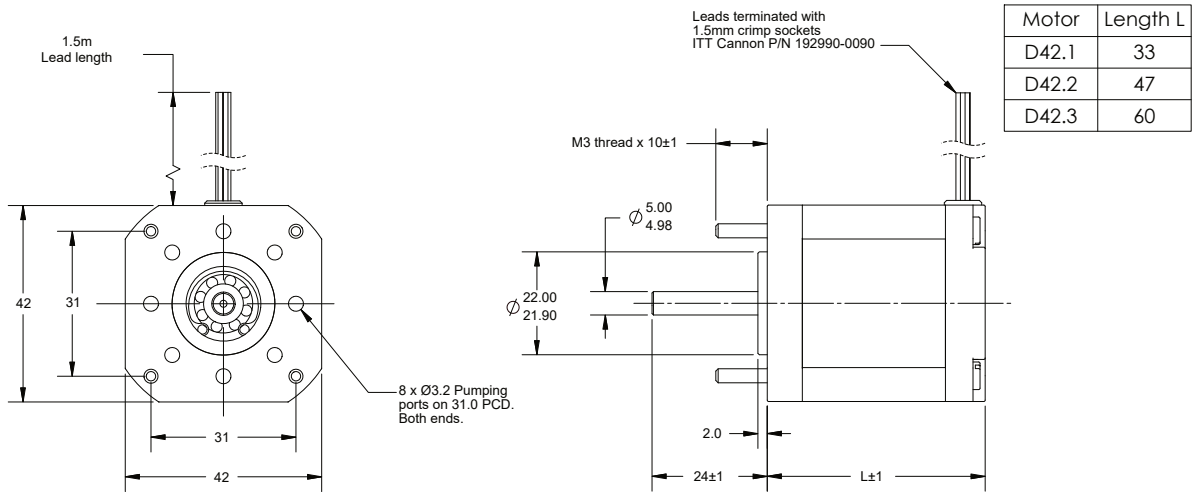 1.5m
Lead length
42
31
31
42
8 x Ø3.2 Pumping
ports on 31.0 PCD.
Both ends.
Leads terminated with
1.5mm crimp sockets
ITT Cannon P/N 192990-0090
M3 thread x 10±1
Ø 5.00
4.98
Ø 22.00
21.90
2.0
24±1
L±1
Motor Length L
D42.1 33
D42.2 47
D42.3 60